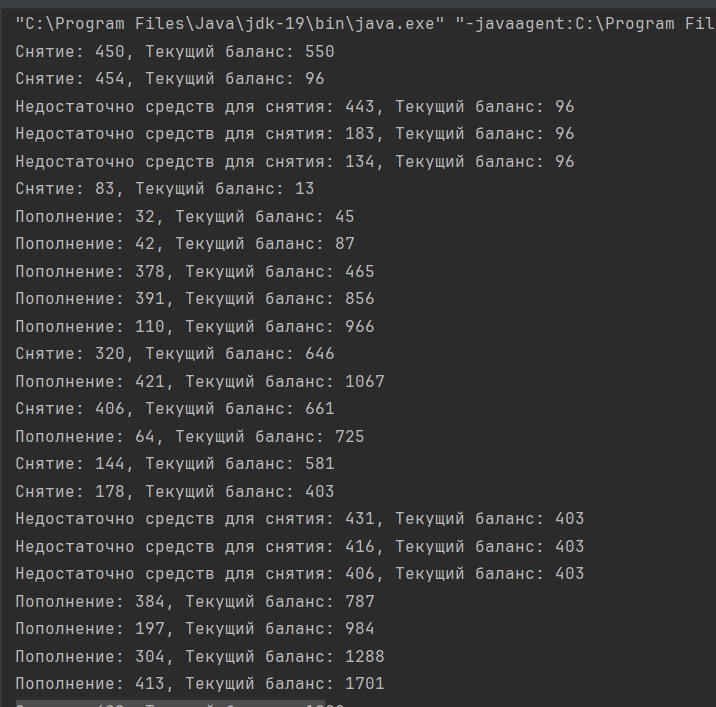 "C:\Program Files\Java\jdk-19\bin\java.exe" "-javaagent:C:\Program Fil
Снятие: 450, Текущий баланс: 550
Снятие: 454, Текущий баланс: 96
Недостаточно средств для снятия: 443, Текущий баланс: 96
Недостаточно средств для снятия: 183, Текущий баланс: 96
Недостаточно средств для снятия: 134, Текущий баланс: 96
Снятие: 83, Текущий баланс: 13
Пополнение: 32, Текущий баланс: 45
Пополнение: 42, Текущий баланс: 87
Пополнение: 378, Текущий баланс: 465
Пополнение: 391, Текущий баланс: 856
Пополнение: 110, Текущий баланс: 966
Снятие: 320, Текущий баланс: 646
Пополнение: 421, Текущий баланс: 1067
Снятие: 406, Текущий баланс: 661
Пополнение: 64, Текущий баланс: 725
Снятие: 144, Текущий баланс: 581
Снятие: 178, Текущий баланс: 403
Недостаточно средств для снятия: 431, Текущий баланс: 403
Недостаточно средств для снятия: 416, Текущий баланс: 403
Недостаточно средств для снятия: 406, Текущий баланс: 403
Пополнение: 384, Текущий баланс: 787
Пополнение: 197, Текущий баланс: 984
Пополнение: 304, Текущий баланс: 1288
Пополнение: 413, Текущий баланс: 1701